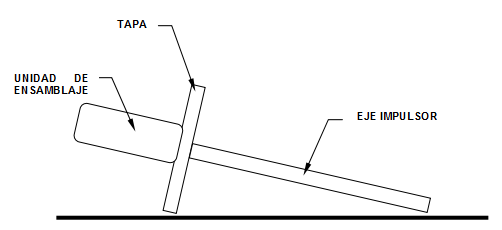 TAPA
UNIDAD DE
ENSAMBLAJE
EJE IMPULSOR